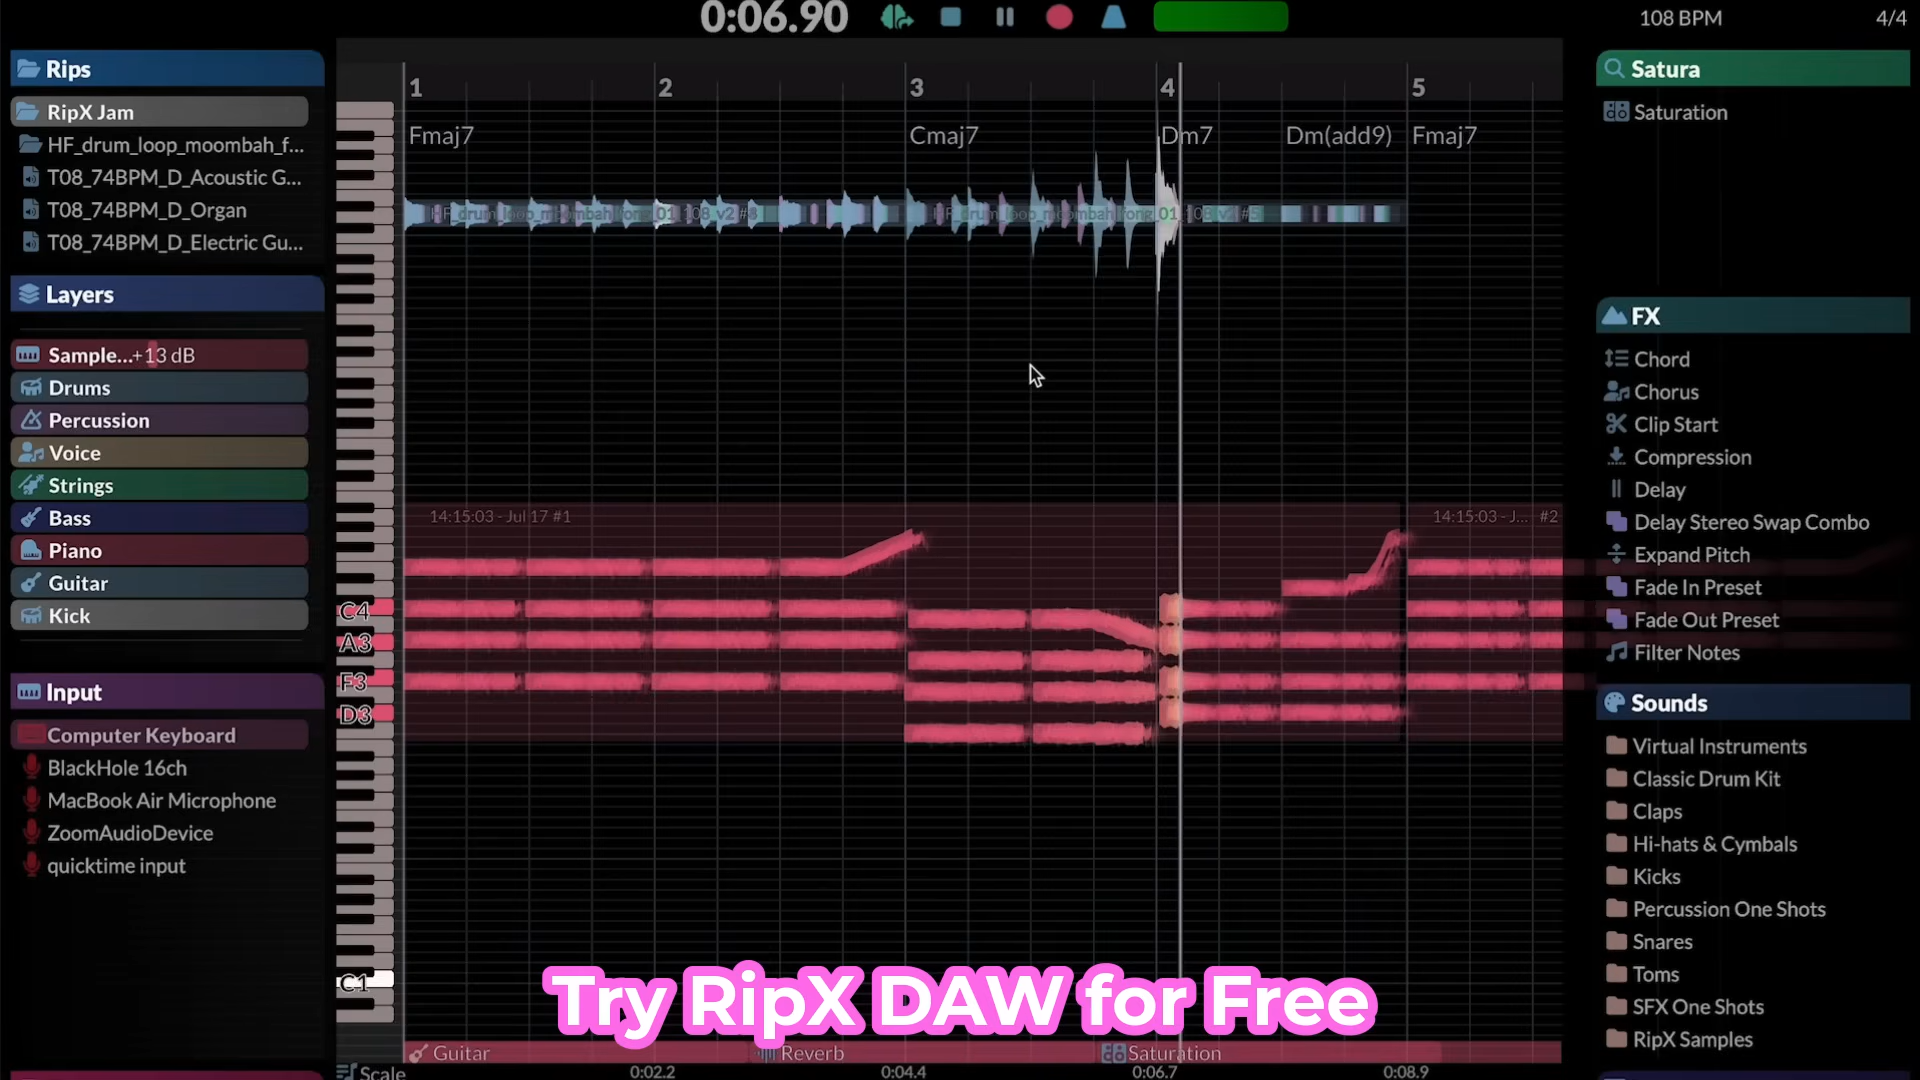 0:06.90
108 BPM
4/4
Rips
RipX Jam
HF_drum_loop_moombah_f...
T08_74BPM_D_Acoustic G...
T08_74BPM_D_Organ
T08_74BPM_D_Electric Gu...
Layers
Sample...+13 dB
Drums
Percussion
Voice
Strings
Bass
Piano
Guitar
Kick
Input
Computer Keyboard
BlackHole 16ch
MacBook Air Microphone
ZoomAudioDevice
quicktime input
1 2 3 4 5
Fmaj7 Cmaj7 Dm7 Dm(add9) Fmaj7
14:15:03 - Jul 17 #1
14:15:03 - J... #2
C4
A3
F3
D3
C1
Try RipX DAW for Free
Guitar Reverb Saturation
Scale 0:02.2 0:04.4 0:06.7 0:08.9
Satura
Saturation
FX
Chord
Chorus
Clip Start
Compression
Delay
Delay Stereo Swap Combo
Expand Pitch
Fade In Preset
Fade Out Preset
Filter Notes
Sounds
Virtual Instruments
Classic Drum Kit
Claps
Hi-hats & Cymbals
Kicks
Percussion One Shots
Snares
Toms
SFX One Shots
RipX Samples